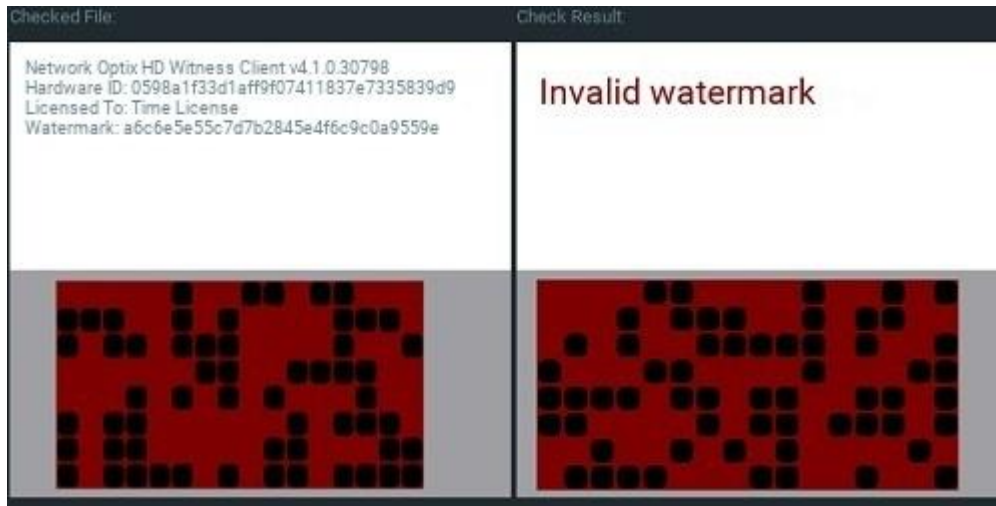 Checked File:
Check Result:
Network Optix HD Witness Client v4.1.0.30798
Hardware ID: 0598a1f33d1aff9f07411837e7335839d9
Licensed To: Time License
Watermark: a6c6e5e55c7d7b2845e4f6c9c0a9559e
Invalid watermark